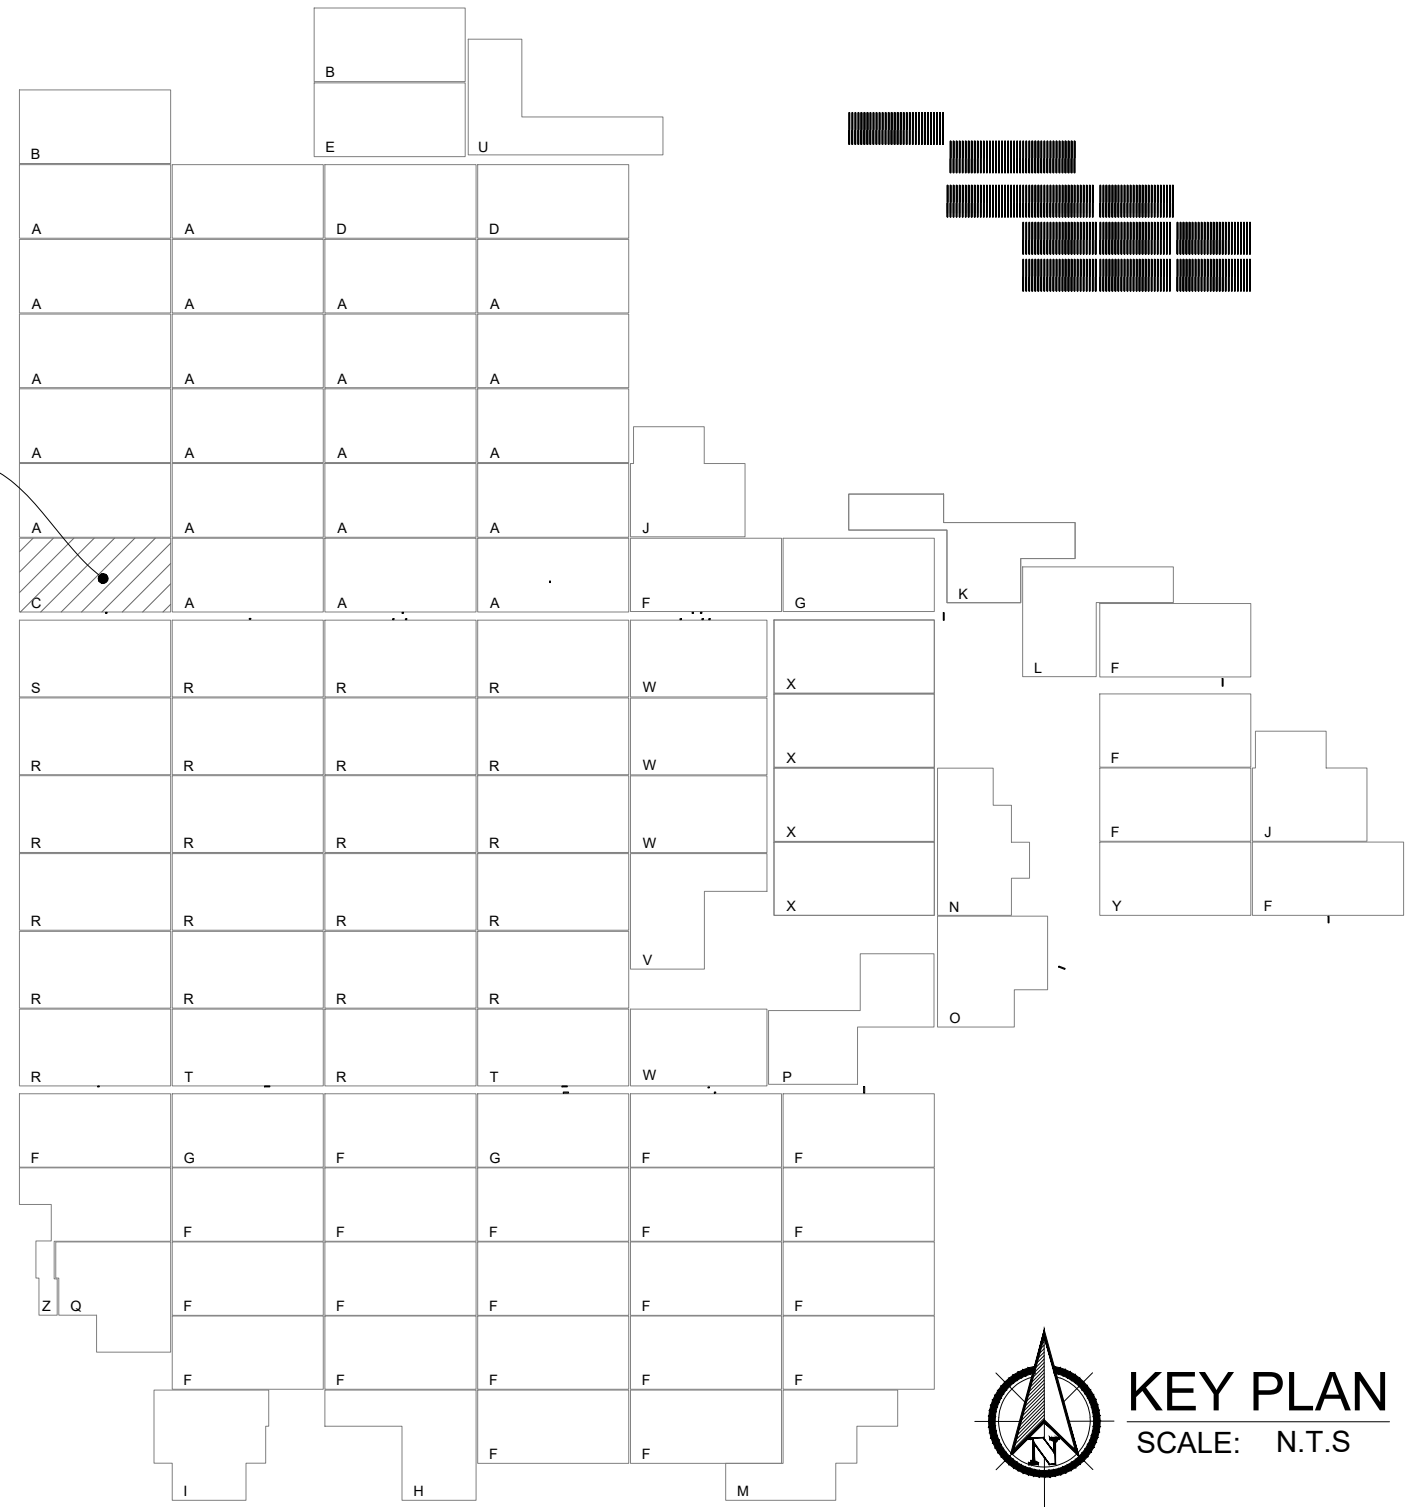 B
B
E U
A A D D
A A A A
A A A A
A A A A
A A A A J
C A A A F G K
S R R R W X L F
R R R R W X F
R R R R W X F J
R R R R X N Y F
V
R R R R O
R T R T W P
F G F G F F
F F F F F
Z Q F F F F F
F F F F F
F F
I H M
N
KEY PLAN
SCALE: N.T.S